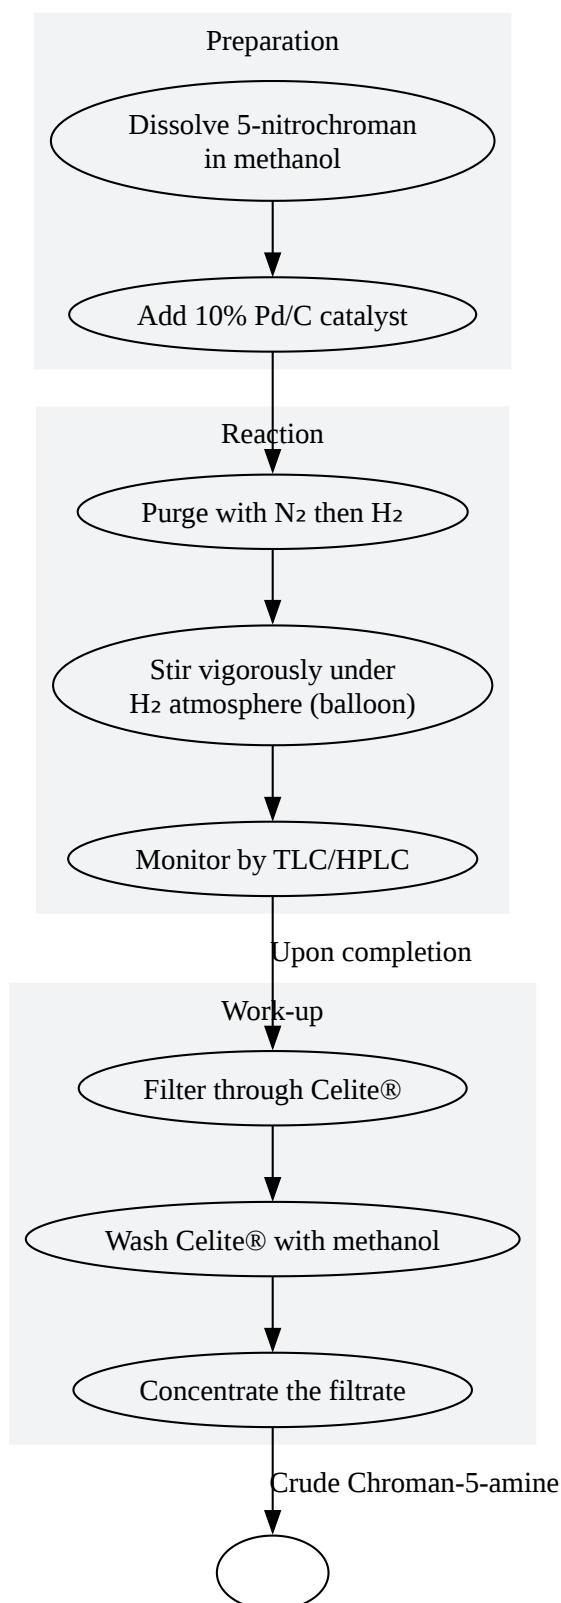 Preparation
Dissolve 5-nitrochroman
in methanol
Add 10% Pd/C catalyst
Reaction
Purge with N₂ then H₂
Stir vigorously under
H₂ atmosphere (balloon)
Monitor by TLC/HPLC
Upon completion
Work-up
Filter through Celite®
Wash Celite® with methanol
Concentrate the filtrate
Crude Chroman-5-amine